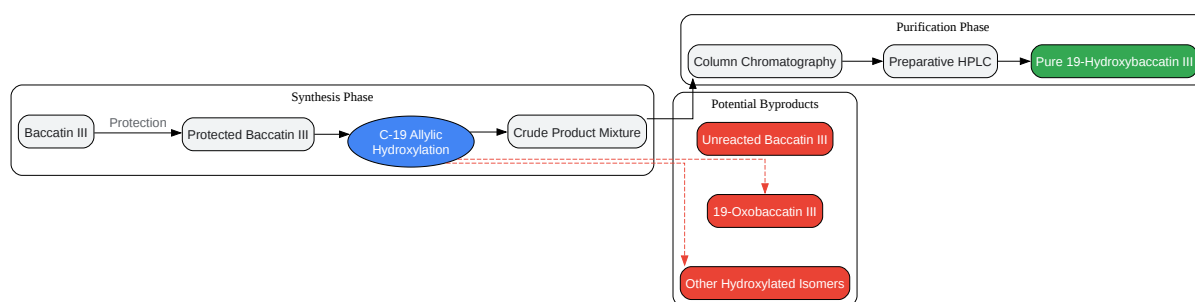 Purification Phase
Column Chromatography
Preparative HPLC
Pure 19-Hydroxybaccatin III
Synthesis Phase
Baccatin III
Protection
Protected Baccatin III
C-19 Allylic
Hydroxylation
Crude Product Mixture
Potential Byproducts
Unreacted Baccatin III
19-Oxobaccatin III
Other Hydroxylated Isomers